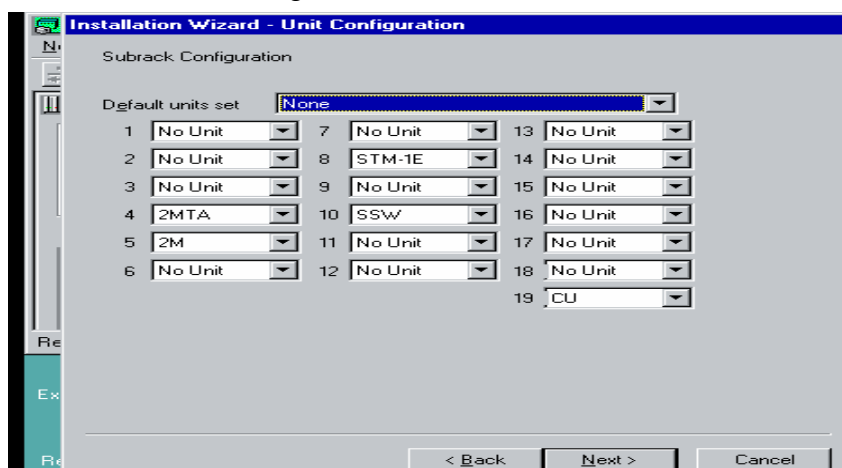 Installation Wizard - Unit Configuration
Subrack Configuration
Default units set None
1 No Unit 7 No Unit 13 No Unit
2 No Unit 8 STM-1E 14 No Unit
3 No Unit 9 No Unit 15 No Unit
4 2MTA 10 SSW 16 No Unit
5 2M 11 No Unit 17 No Unit
6 No Unit 12 No Unit 18 No Unit
19 CU
< Back Next > Cancel